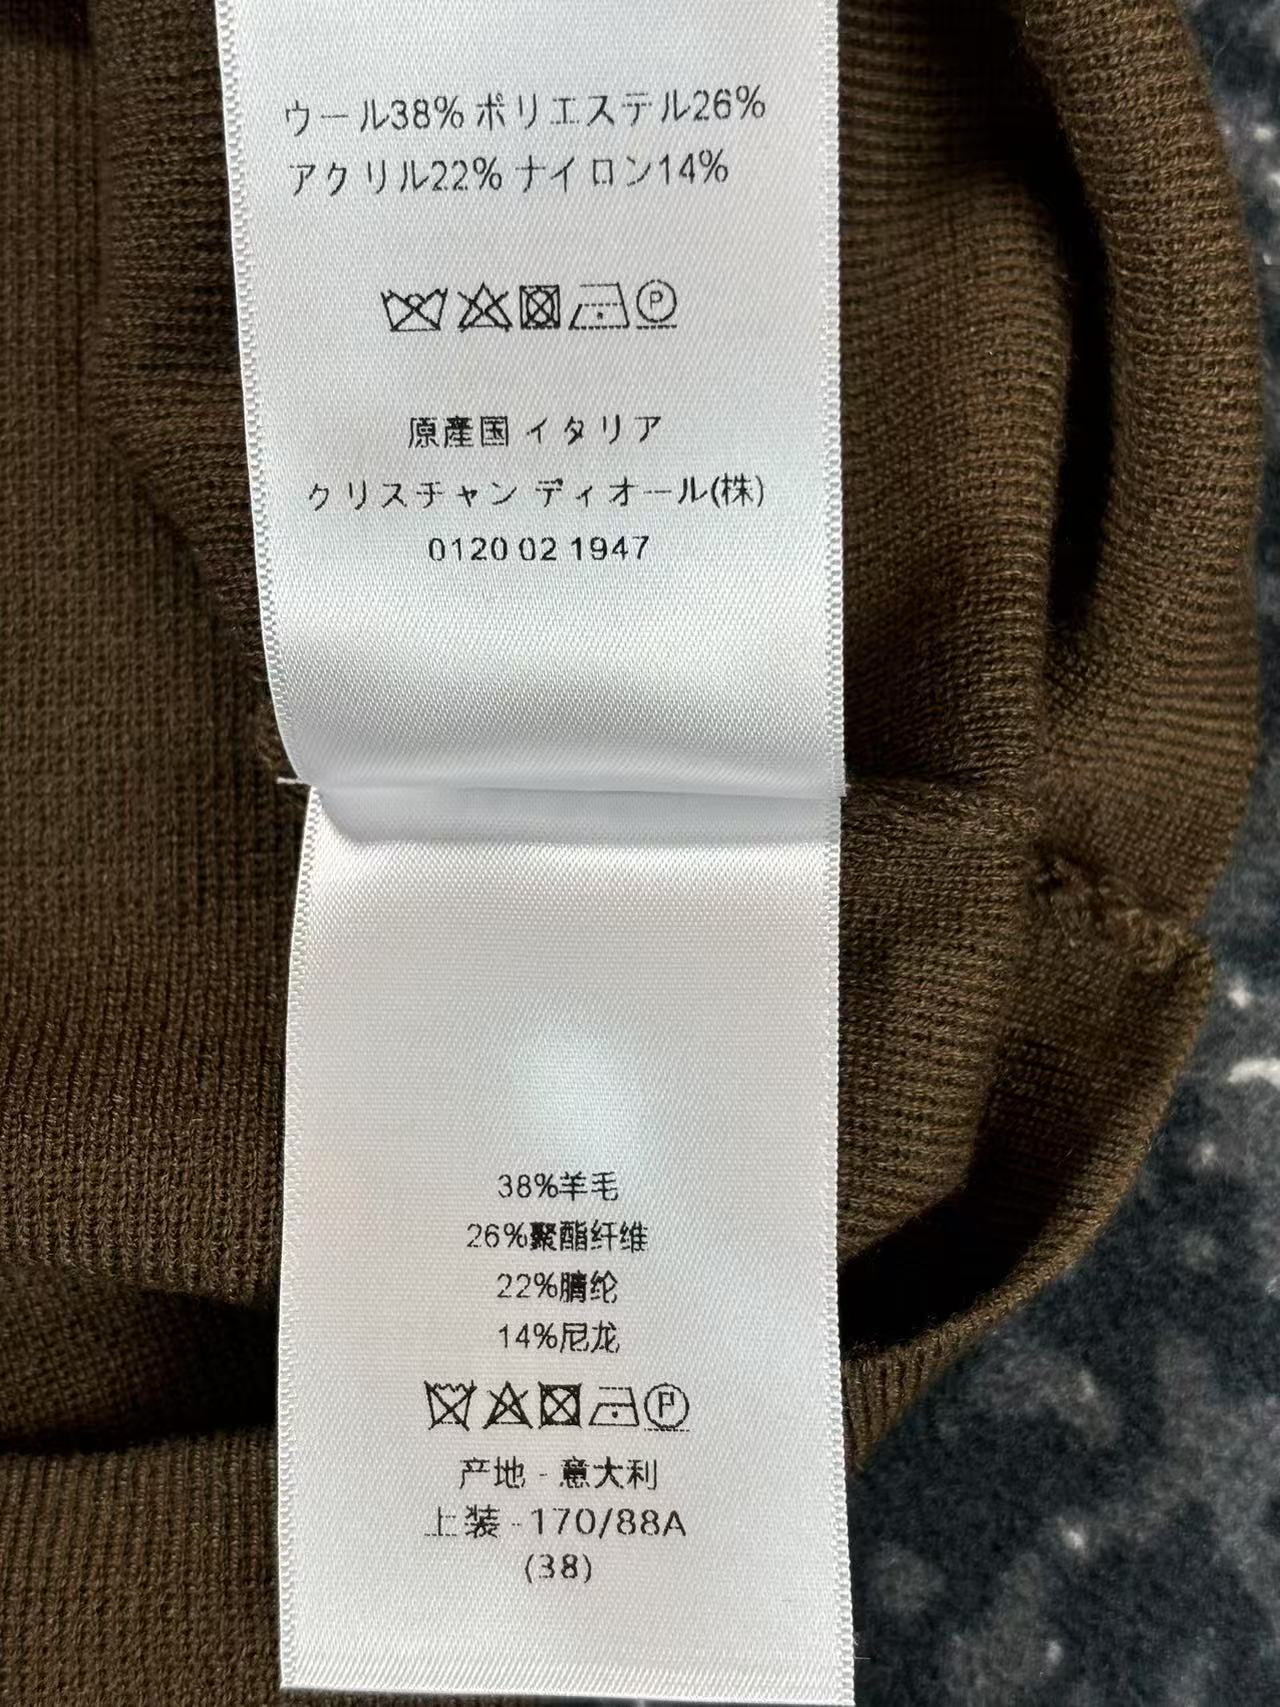 ウール38% ポリエステル26%
アクリル22% ナイロン14%
P
原産国 イタリア
クリスチャン ディオール(株)
0120 02 1947
38%羊毛
26%聚酯纤维
22%腈纶
14%尼龙
P
产地 - 意大利
上装 - 170/88A
(38)